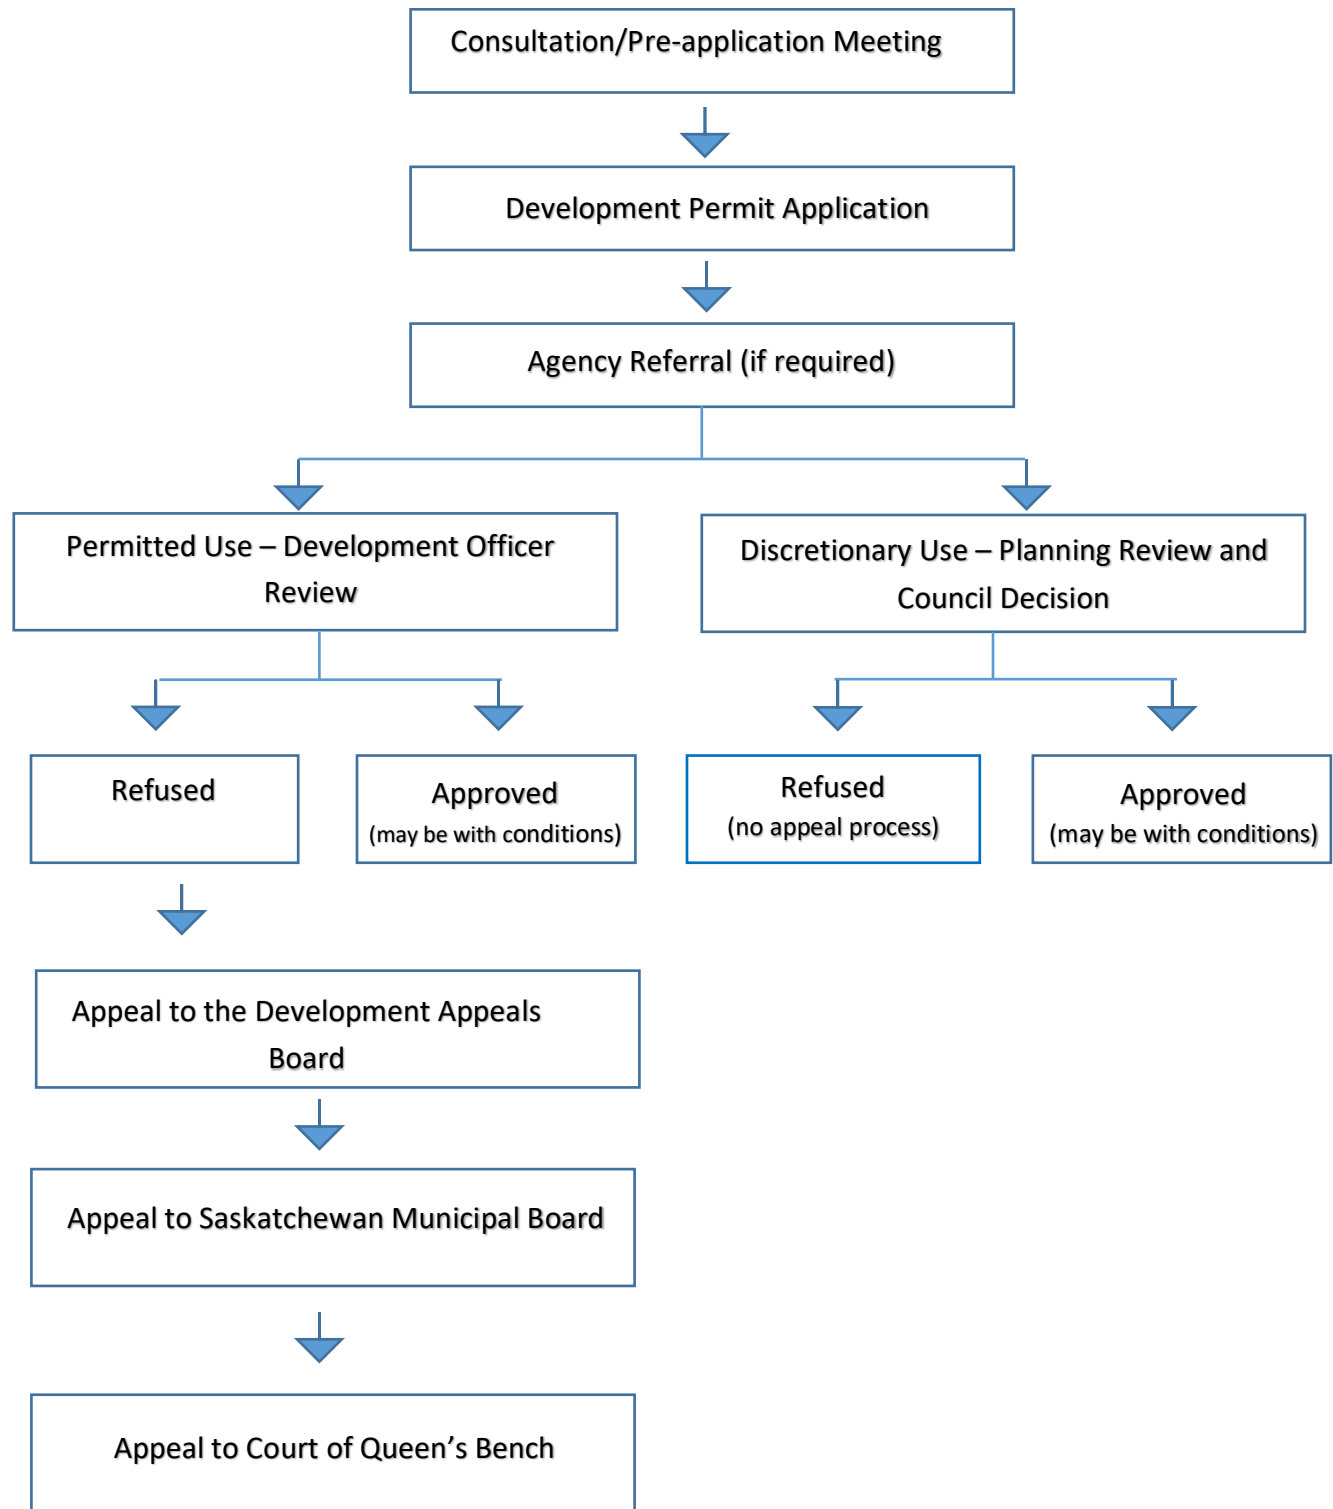 Consultation/Pre-application Meeting
Development Permit Application
Agency Referral (if required)
Permitted Use – Development Officer
Review
Discretionary Use – Planning Review and
Council Decision
Refused
Approved
(may be with conditions)
Refused
(no appeal process)
Approved
(may be with conditions)
Appeal to the Development Appeals
Board
Appeal to Saskatchewan Municipal Board
Appeal to Court of Queen’s Bench